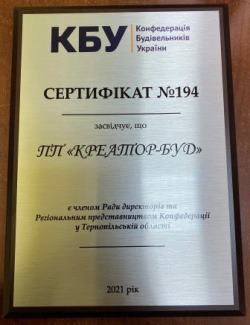 КБУ
Конфедерація
Будівельників
України
СЕРТИФІКАТ №194
засвідчує, що
ПП «КРЕАТОР-БУД»
є членом Ради директорів та
Регіональним представництвом Конфедерації
у Тернопільській області
2021 рік